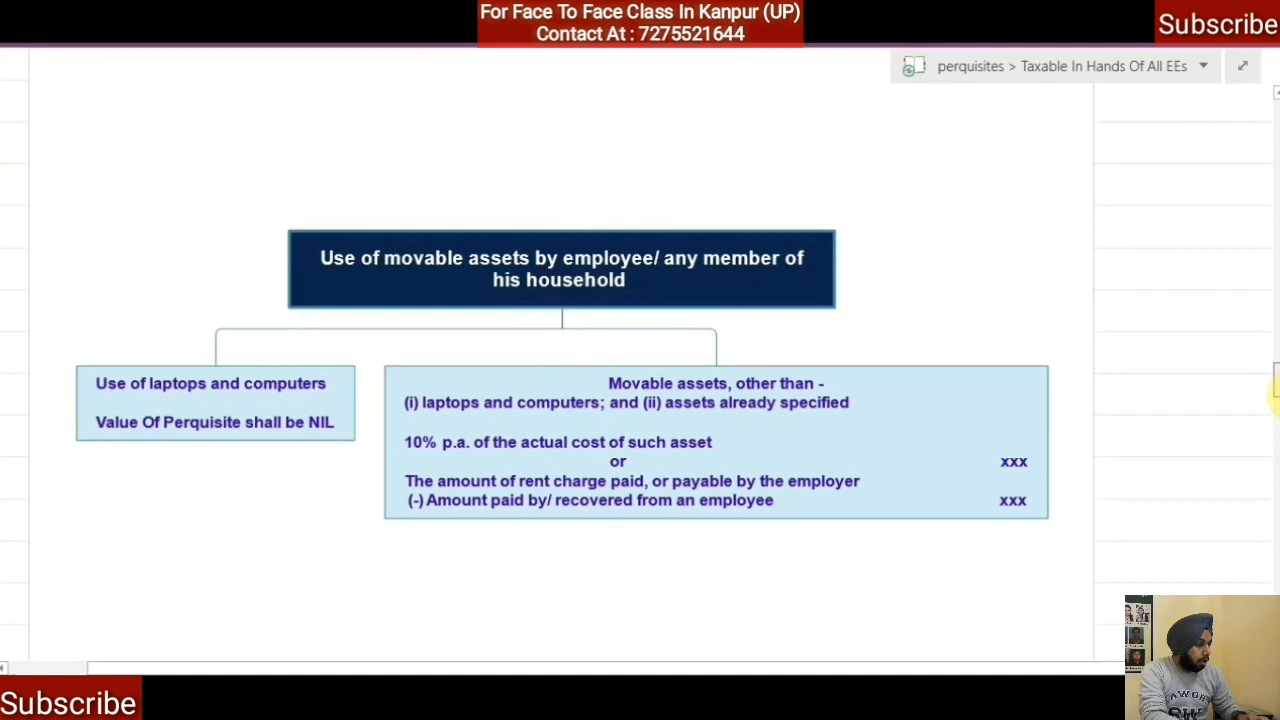 For Face To Face Class In Kanpur (UP)
Contact At : 7275521644
Subscribe
perquisites > Taxable In Hands Of All EEs
Use of movable assets by employee/ any member of
his household
Use of laptops and computers
Value Of Perquisite shall be NIL
Movable assets, other than -
(i) laptops and computers; and (ii) assets already specified
10% p.a. of the actual cost of such asset
or xxx
The amount of rent charge paid, or payable by the employer
(-) Amount paid by/ recovered from an employee xxx
Subscribe